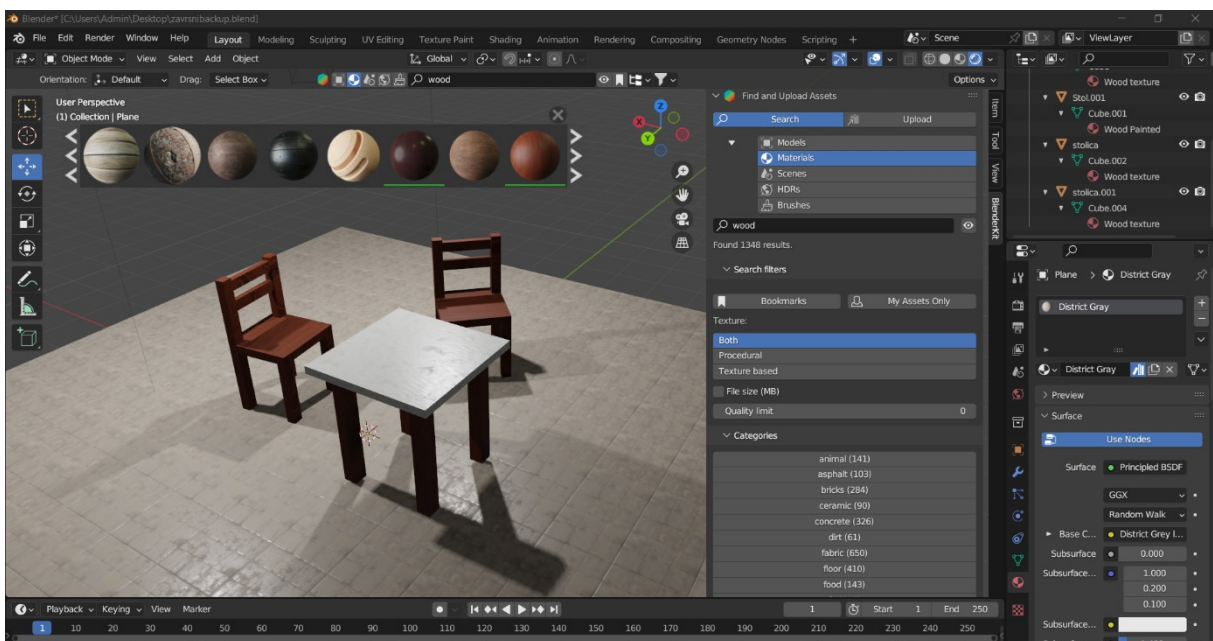 Blender* [C:\Users\Admin\Desktop\zavrsnibackup.blend]
File Edit Render Window Help Layout Modeling Sculpting UV Editing Texture Paint Shading Animation Rendering Compositing Geometry Nodes Scripting + Scene ViewLayer
Object Mode View Select Add Object Global
Orientation: Default Drag: Select Box wood Options
User Perspective
(1) Collection | Plane
X
Y
Z
Find and Upload Assets
Search Upload
Models
Materials
Scenes
HDRs
Brushes
wood
Found 1348 results.
Search filters
Bookmarks My Assets Only
Texture:
Both
Procedural
Texture based
File size (MB)
Quality limit 0
Categories
animal (141)
asphalt (103)
bricks (284)
ceramic (90)
concrete (326)
dirt (61)
fabric (650)
floor (410)
food (143)
Item
Tool
View
BlenderKit
Wood texture
Stol.001
Cube.001
Wood Painted
stolica
Cube.002
Wood texture
stolica.001
Cube.004
Wood texture
Plane > District Gray
District Gray
District Gray
Preview
Surface
Use Nodes
Surface Principled BSDF
GGX
Random Walk
Base C... District Grey I...
Subsurface 0.000
Subsurface... 1.000
0.200
0.100
Subsurface...
Playback Keying View Marker 1 Start 1 End 250
1 10 20 30 40 50 60 70 80 90 100 110 120 130 140 150 160 170 180 190 200 210 220 230 240 250